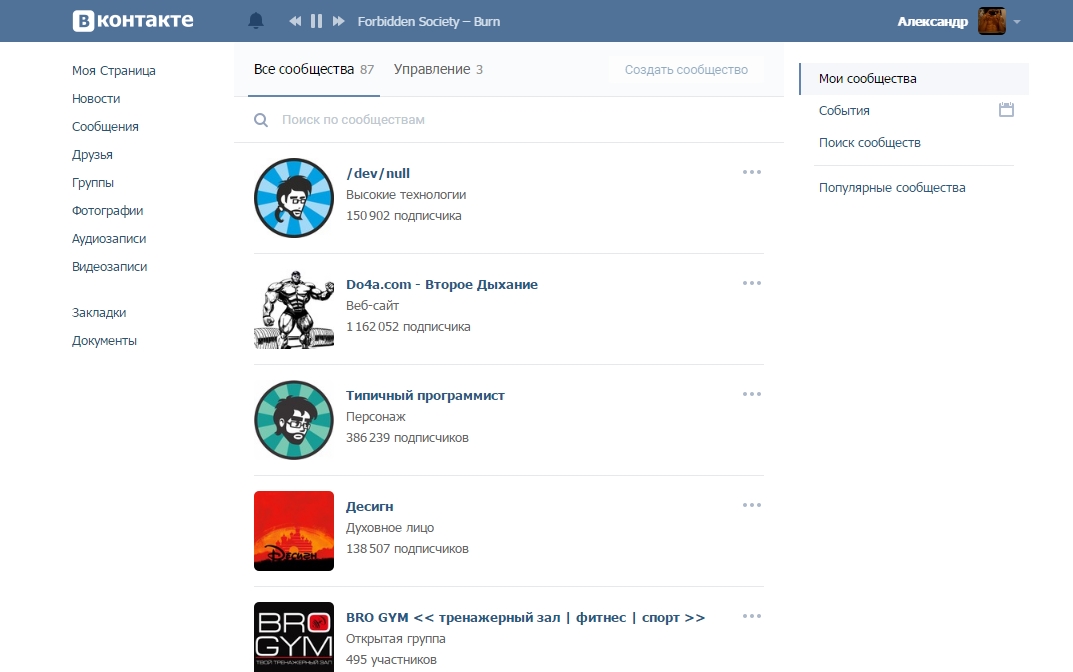 В контакте
Forbidden Society – Burn
Александр
Моя Страница
Новости
Сообщения
Друзья
Группы
Фотографии
Аудиозаписи
Видеозаписи
Закладки
Документы
Все сообщества 87
Управление 3
Создать сообщество
Поиск по сообществам
/dev/null
Высокие технологии
150 902 подписчика
Do4a.com - Второе Дыхание
Веб-сайт
1 162 052 подписчика
Типичный программист
Персонаж
386 239 подписчиков
Десигн
Десигн
Духовное лицо
138 507 подписчиков
BRO
GYM
ТВОЙ ТРЕНАЖЕРНЫЙ ЗАЛ
BRO GYM << тренажерный зал | фитнес | спорт >>
Открытая группа
495 участников
Мои сообщества
События
Поиск сообществ
Популярные сообщества